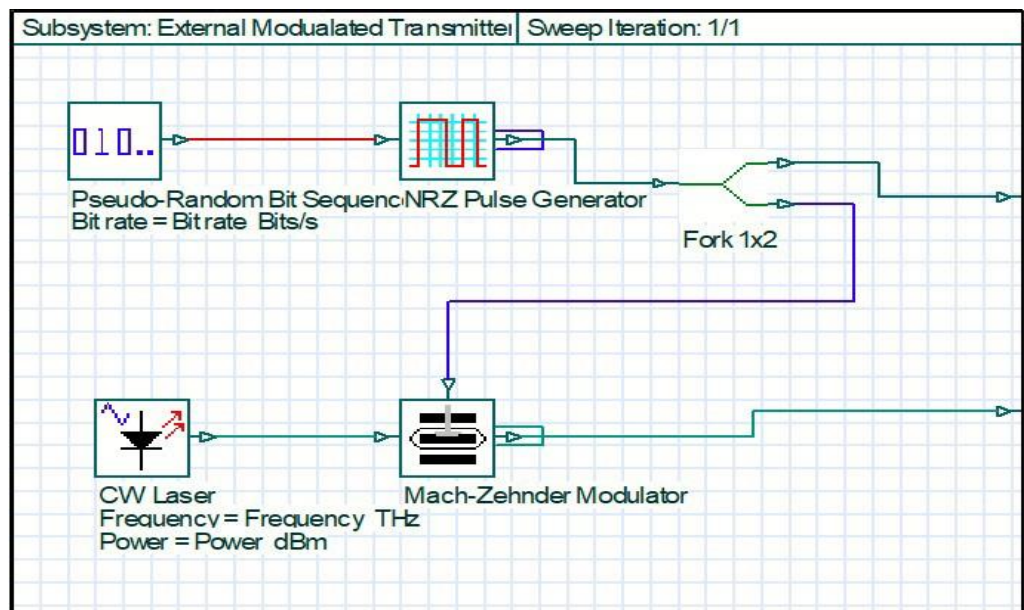 Subsystem: External Modualated Transmitter
Sweep Iteration: 1/1
010..
Pseudo-Random Bit Sequenc
NRZ Pulse Generator
Bit rate = Bit rate Bits/s
Fork 1x2
CW Laser
Frequency = Frequency THz
Power = Power dBm
Mach-Zehnder Modulator